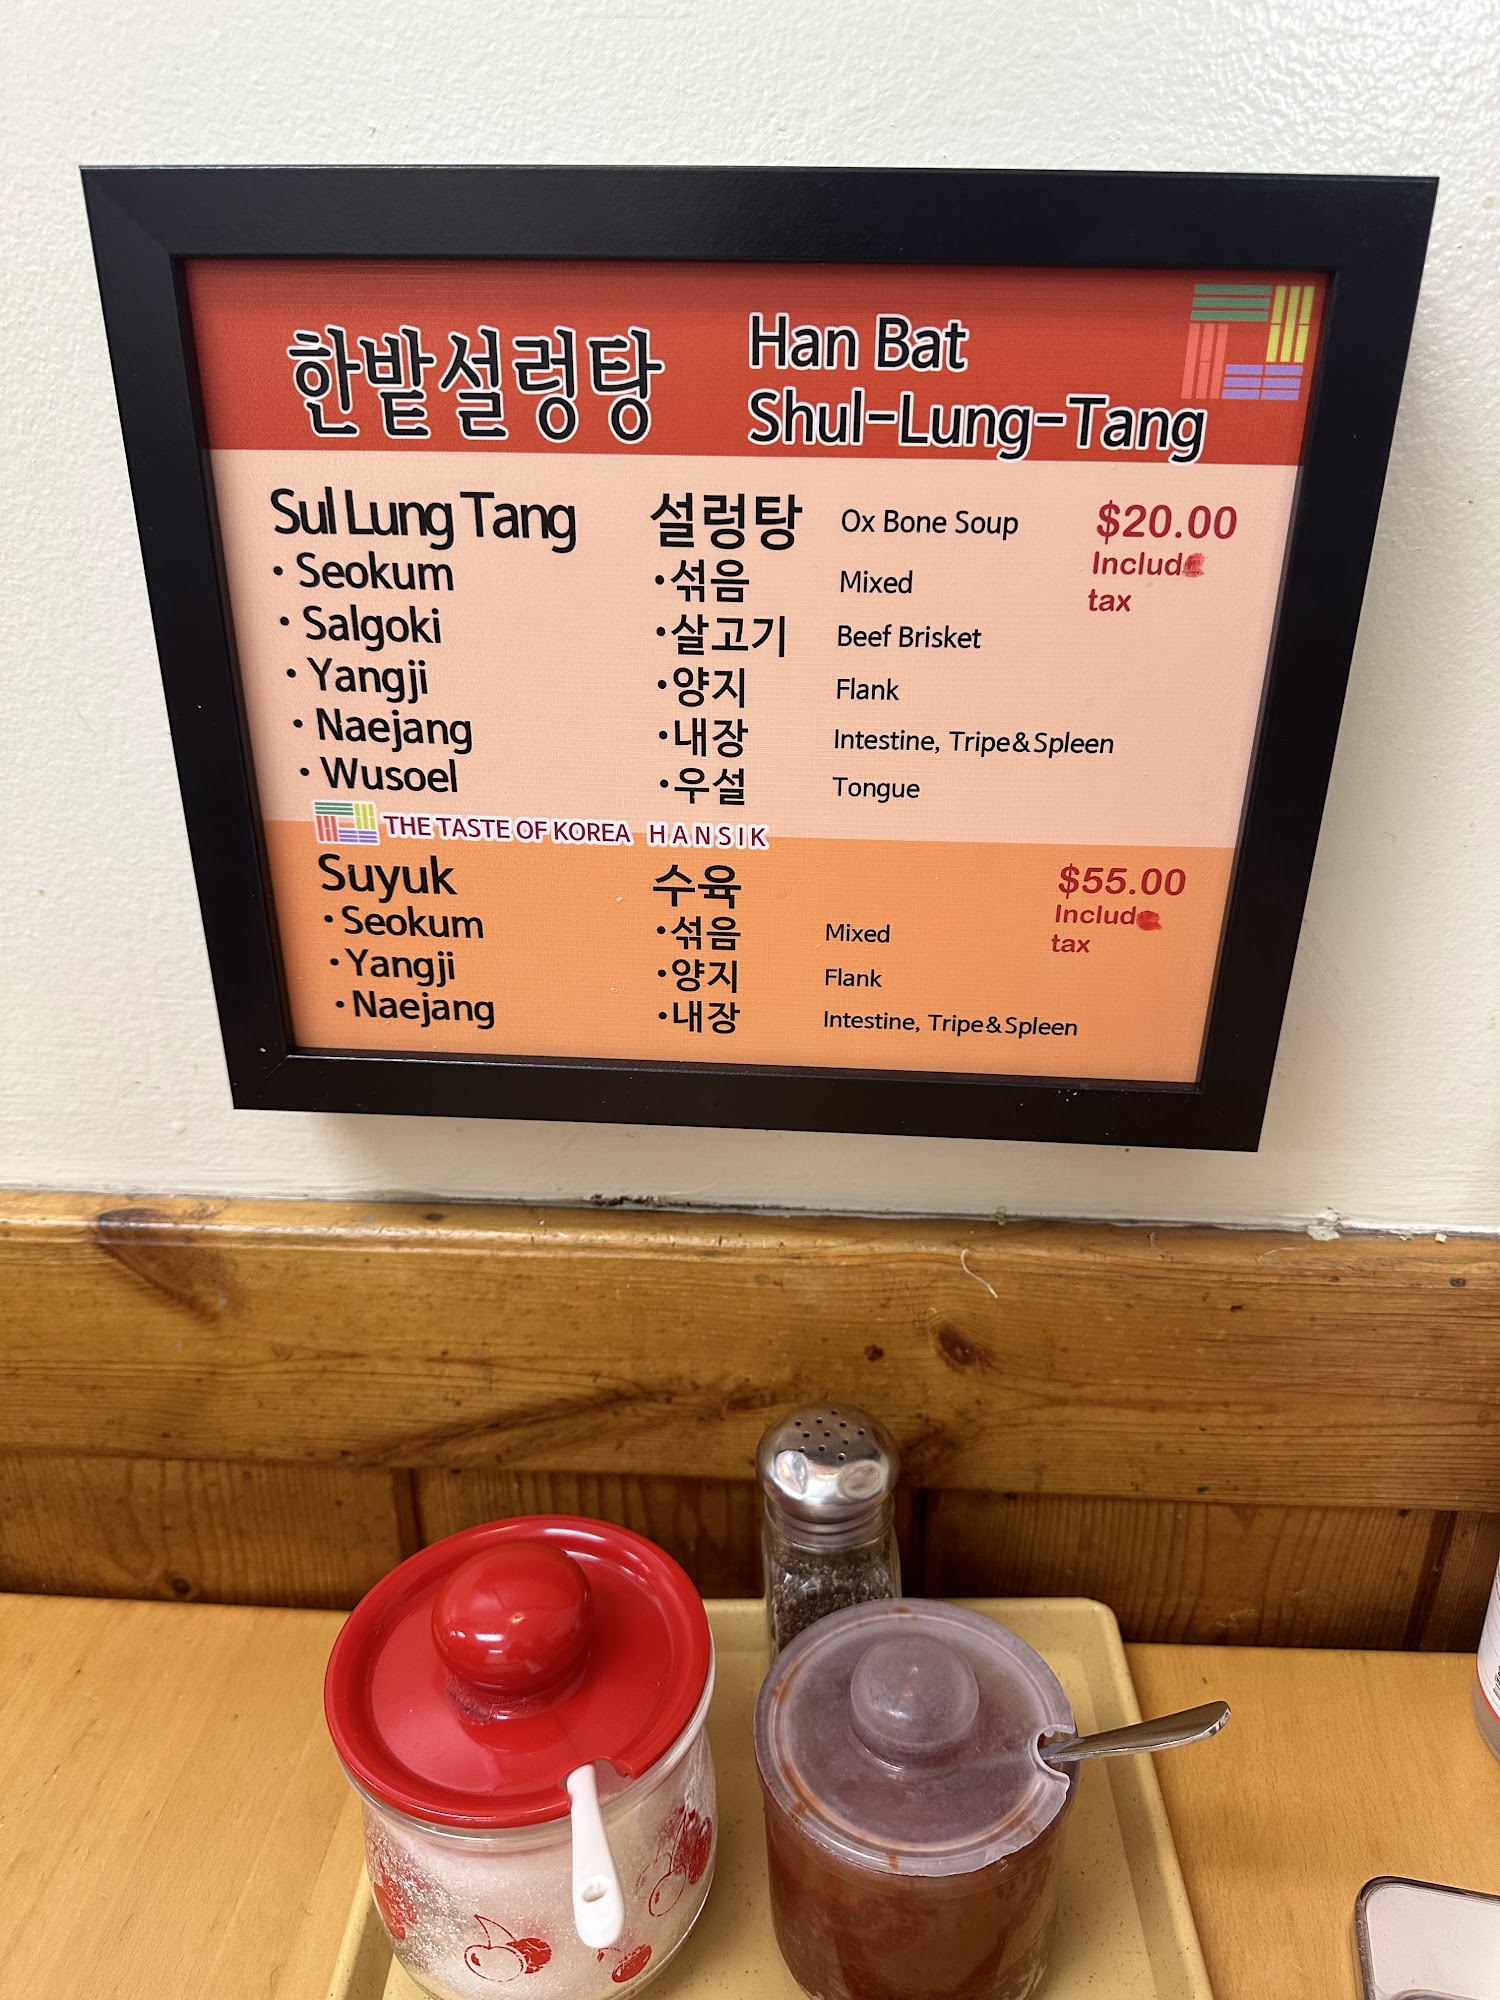 한밭설렁탕
Han Bat
Shul-Lung-Tang
Sul Lung Tang 설렁탕 Ox Bone Soup $20.00
Includ
tax
• Seokum •섞음 Mixed
• Salgoki •살고기 Beef Brisket
• Yangji •양지 Flank
• Naejang •내장 Intestine, Tripe&Spleen
• Wusoel •우설 Tongue
THE TASTE OF KOREA HANSIK
Suyuk 수육 $55.00
Includ
tax
• Seokum •섞음 Mixed
• Yangji •양지 Flank
• Naejang •내장 Intestine, Tripe&Spleen